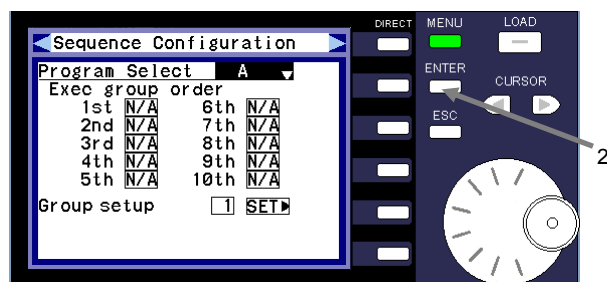 DIRECT MENU LOAD
Sequence Configuration
Program Select A
ENTER
CURSOR
Exec group order
1st N/A 6th N/A
2nd N/A 7th N/A
ESC
3rd N/A 8th N/A
4th N/A 9th N/A
5th N/A 10th N/A
2
Group setup 1 SET